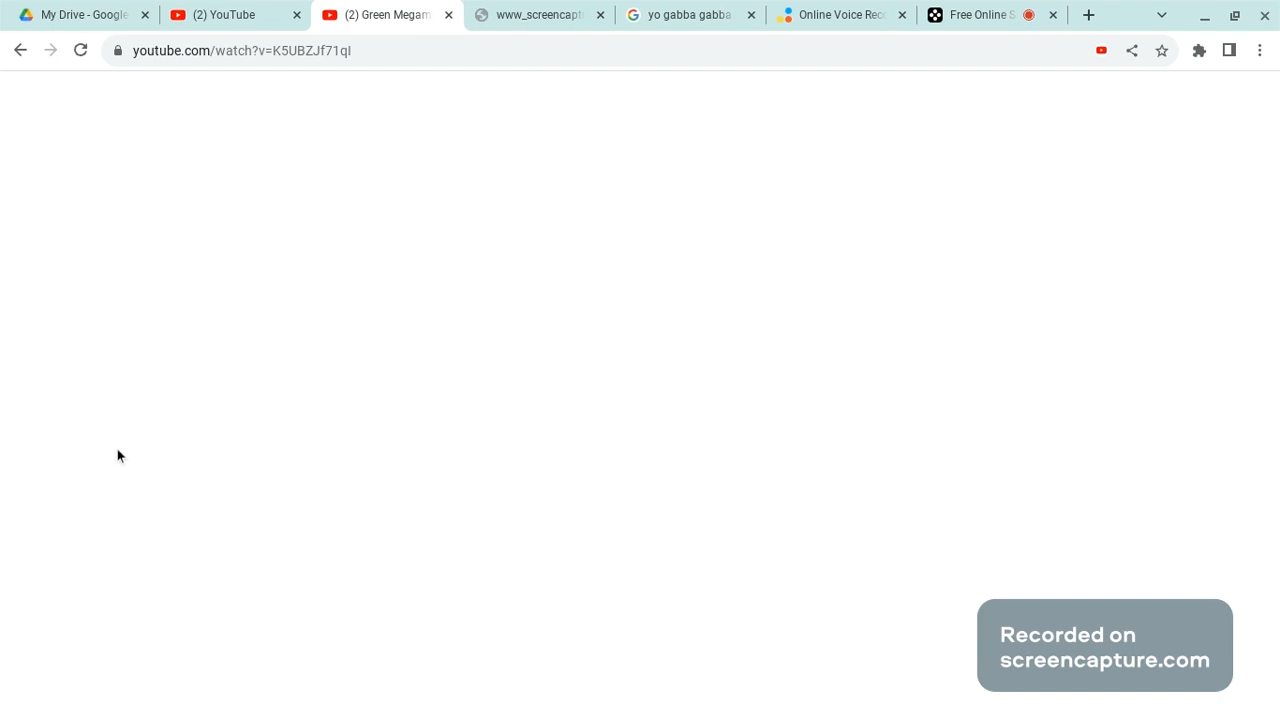 My Drive - Google
(2) YouTube
(2) Green Megam
www_screencapt
yo gabba gabba
Online Voice Rec
Free Online S
youtube.com/watch?v=K5UBZJf71qI
Recorded on
screencapture.com